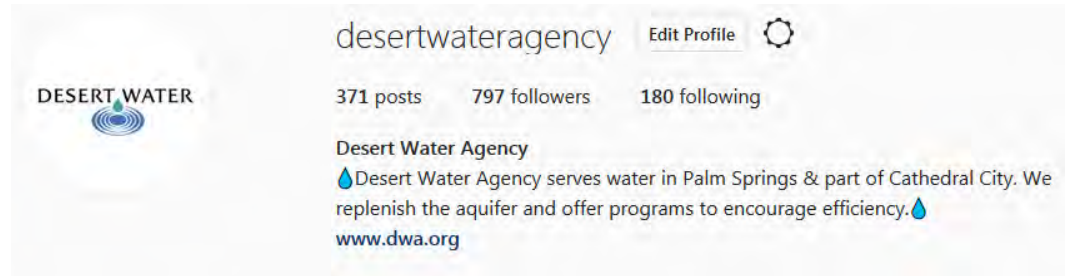 DESERT WATER
desertwateragency Edit Profile
371 posts 797 followers 180 following
Desert Water Agency
💧Desert Water Agency serves water in Palm Springs & part of Cathedral City. We
replenish the aquifer and offer programs to encourage efficiency.💧
www.dwa.org